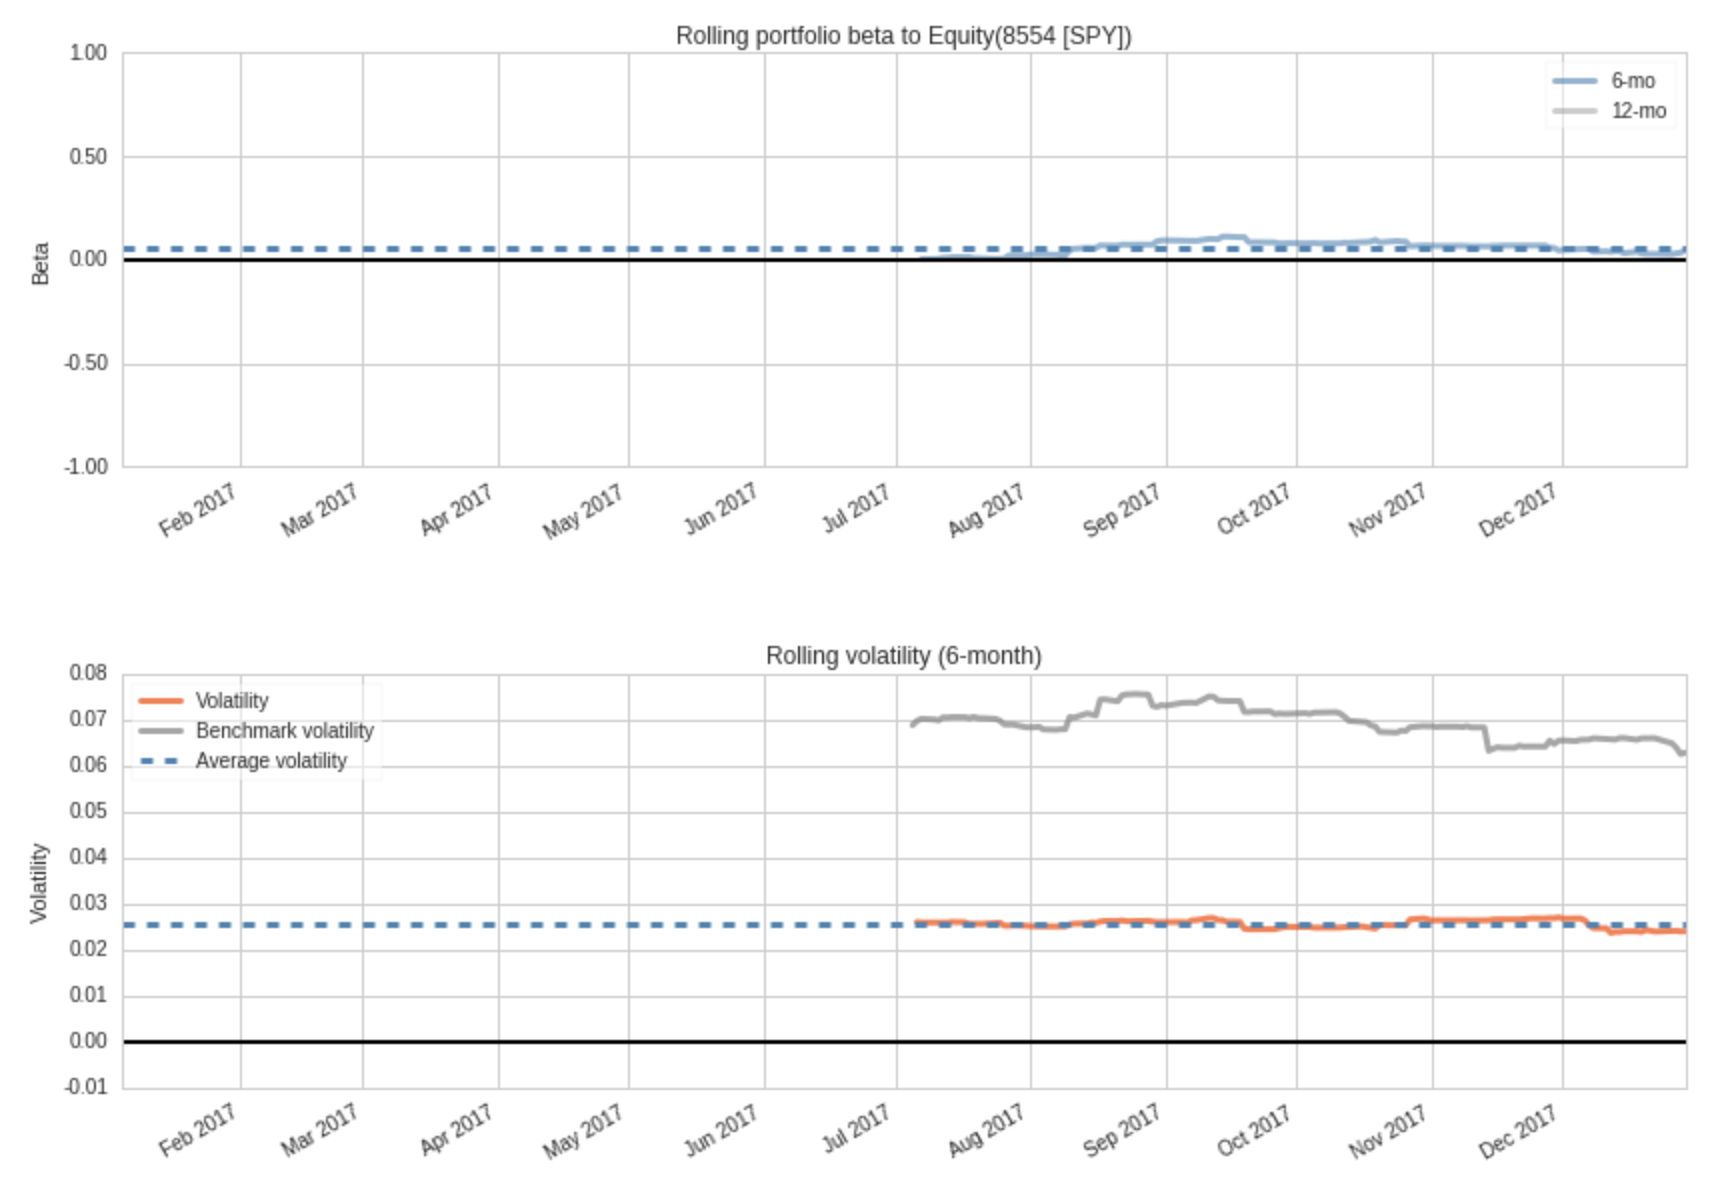 Rolling portfolio beta to Equity(8554 [SPY])
1.00
0.50
0.00
-0.50
-1.00
Beta
6-mo
12-mo
Feb 2017
Mar 2017
Apr 2017
May 2017
Jun 2017
Jul 2017
Aug 2017
Sep 2017
Oct 2017
Nov 2017
Dec 2017
Rolling volatility (6-month)
0.08
0.07
0.06
0.05
0.04
0.03
0.02
0.01
0.00
-0.01
Volatility
Volatility
Benchmark volatility
Average volatility
Feb 2017
Mar 2017
Apr 2017
May 2017
Jun 2017
Jul 2017
Aug 2017
Sep 2017
Oct 2017
Nov 2017
Dec 2017